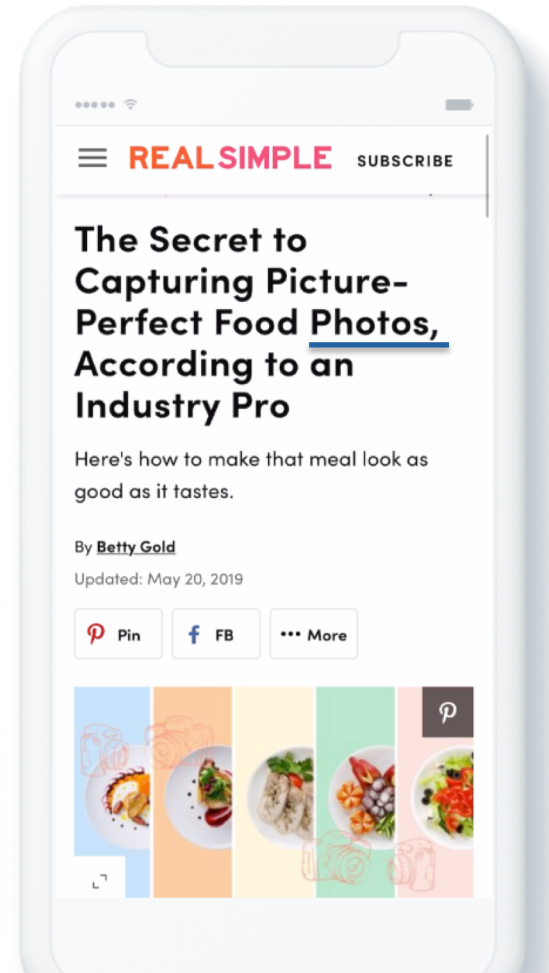 REAL SIMPLE SUBSCRIBE
The Secret to
Capturing Picture-
Perfect Food Photos,
According to an
Industry Pro
Here's how to make that meal look as
good as it tastes.
By Betty Gold
Updated: May 20, 2019
Pin FB ••• More